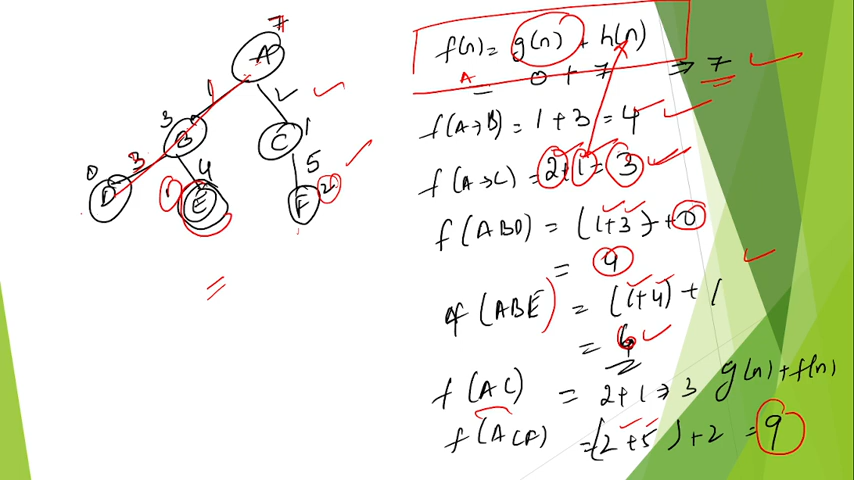 7
A
1
2
3
B
C
1
0
3
4
5
D
1
E
F
2
f(n) = g(n) + h(n)
A = 0 + 7 ⇒ 7
f(A→B) = 1 + 3 = 4
f(A→C) = 2 + 1 = 3
f(ABD) = (1+3) + 0
= 4
f(ABE) = (1+4) + 1
= 6
f(AC) = 2 + 1 ⇒ 3 g(n) + f(n)
f(ACF) = (2+5) + 2 = 9